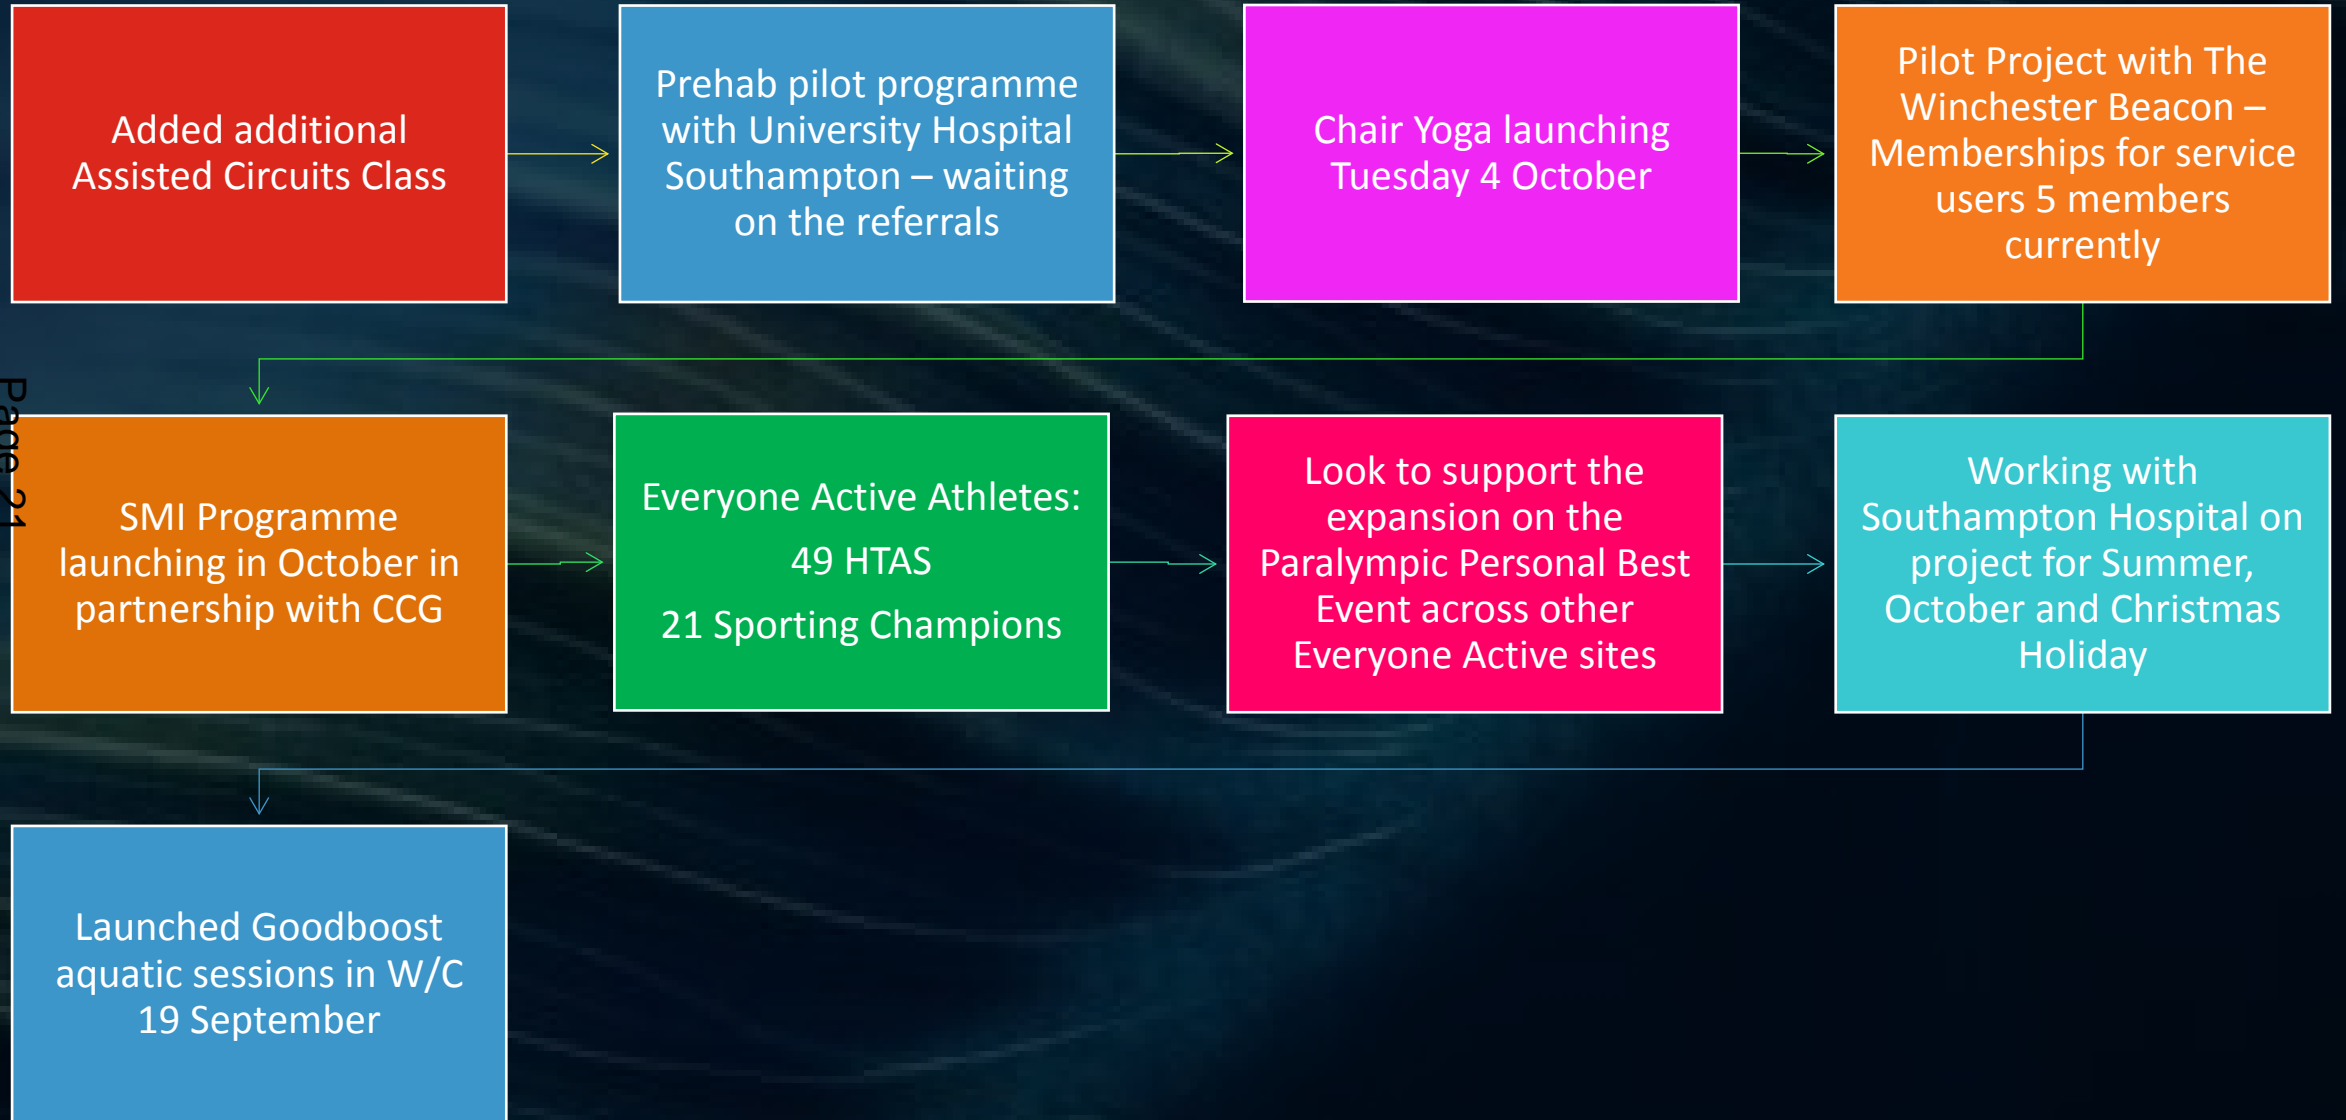 Added additional
Assisted Circuits Class
Prehab pilot programme
with University Hospital
Southampton – waiting
on the referrals
Chair Yoga launching
Tuesday 4 October
Pilot Project with The
Winchester Beacon –
Memberships for service
users 5 members
currently
Page 21
SMI Programme
launching in October in
partnership with CCG
Everyone Active Athletes:
49 HTAS
21 Sporting Champions
Look to support the
expansion on the
Paralympic Personal Best
Event across other
Everyone Active sites
Working with
Southampton Hospital on
project for Summer,
October and Christmas
Holiday
Launched Goodboost
aquatic sessions in W/C
19 September